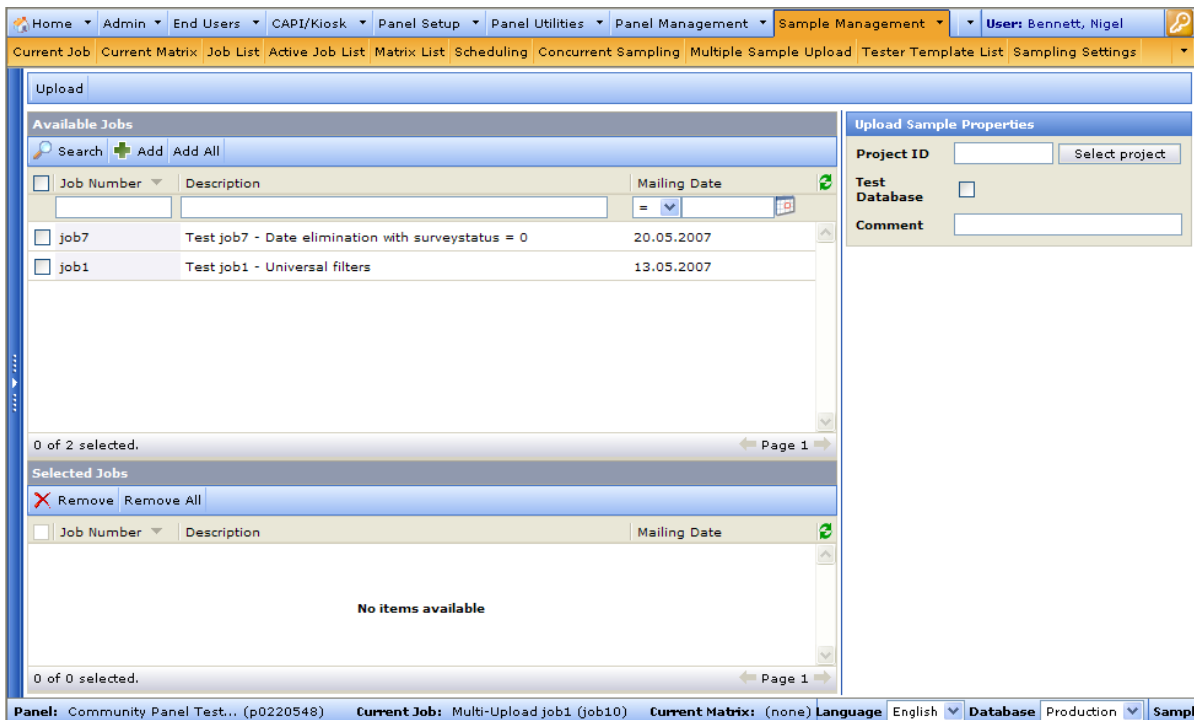 Home Admin End Users CAPI/Kiosk Panel Setup Panel Utilities Panel Management Sample Management User: Bennett, Nigel
Current Job Current Matrix Job List Active Job List Matrix List Scheduling Concurrent Sampling Multiple Sample Upload Tester Template List Sampling Settings
Upload
Available Jobs
Search Add Add All
Job Number Description Mailing Date
=
job7 Test job7 - Date elimination with surveystatus = 0 20.05.2007
job1 Test job1 - Universal filters 13.05.2007
0 of 2 selected. Page 1
Selected Jobs
Remove Remove All
Job Number Description Mailing Date
No items available
0 of 0 selected. Page 1
Upload Sample Properties
Project ID Select project
Test
Database
Comment
Panel: Community Panel Test... (p0220548) Current Job: Multi-Upload job1 (job10) Current Matrix: (none) Language English Database Production Sampl